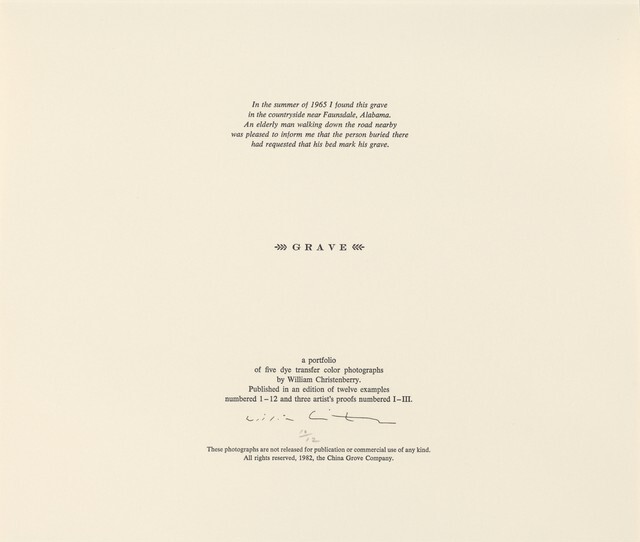 In the summer of 1965 I found this grave
in the countryside near Faunsdale, Alabama.
An elderly man walking down the road nearby
was pleased to inform me that the person buried there
had requested that his bed mark his grave.
GRAVE
a portfolio
of five dye transfer color photographs
by William Christenberry.
Published in an edition of twelve examples
numbered 1–12 and three artist's proofs numbered I–III.
These photographs are not released for publication or commercial use of any kind.
All rights reserved, 1982, the China Grove Company.